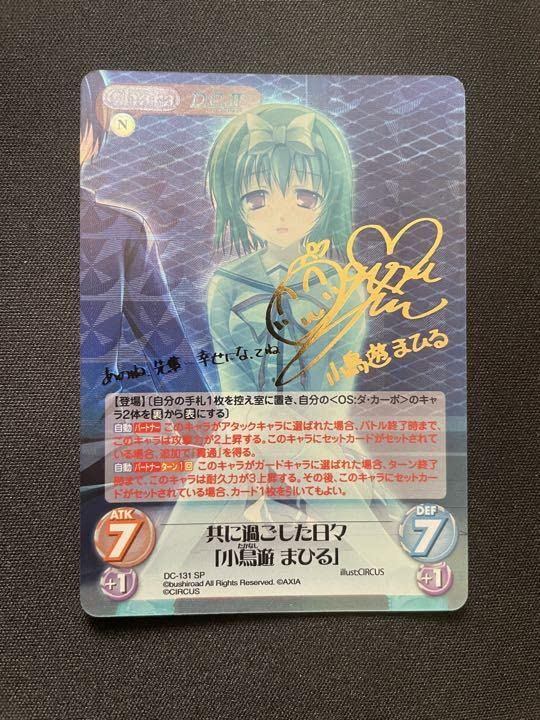 Chara D.C.II
N
あのね、先輩…幸せになってね
小鳥遊まひる
【登場】〔自分の手札1枚を控え室に置き、自分の<OS:ダ・カーポ>のキャ
ラ2体を裏から表にする〕
自動 パートナー このキャラがアタックキャラに選ばれた場合、バトル終了時まで、
このキャラは攻撃力が2上昇する。このキャラにセットカードがセットされて
いる場合、追加で「貫通」を得る。
自動 パートナー ターン1回 このキャラがガードキャラに選ばれた場合、ターン終了
時まで、このキャラは耐久力が3上昇する。その後、このキャラにセットカー
ドがセットされている場合、カード1枚を引いてもよい。
ATK
7
+1
共に過ごした日々
たかなし
「小鳥遊 まひる」
DEF
7
+1
DC-131 SP
illust:CIRCUS
©bushiroad All Rights Reserved. ©AXIA
©CIRCUS